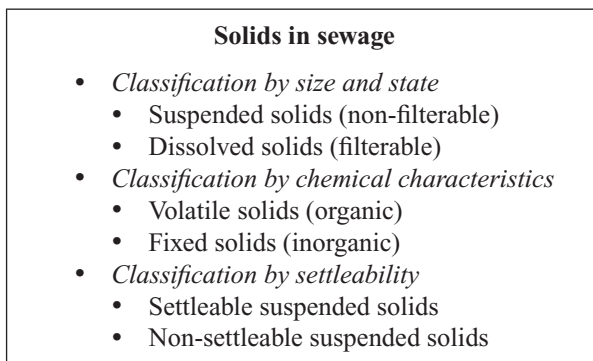 Solids in sewage
• Classification by size and state
• Suspended solids (non-filterable)
• Dissolved solids (filterable)
• Classification by chemical characteristics
• Volatile solids (organic)
• Fixed solids (inorganic)
• Classification by settleability
• Settleable suspended solids
• Non-settleable suspended solids